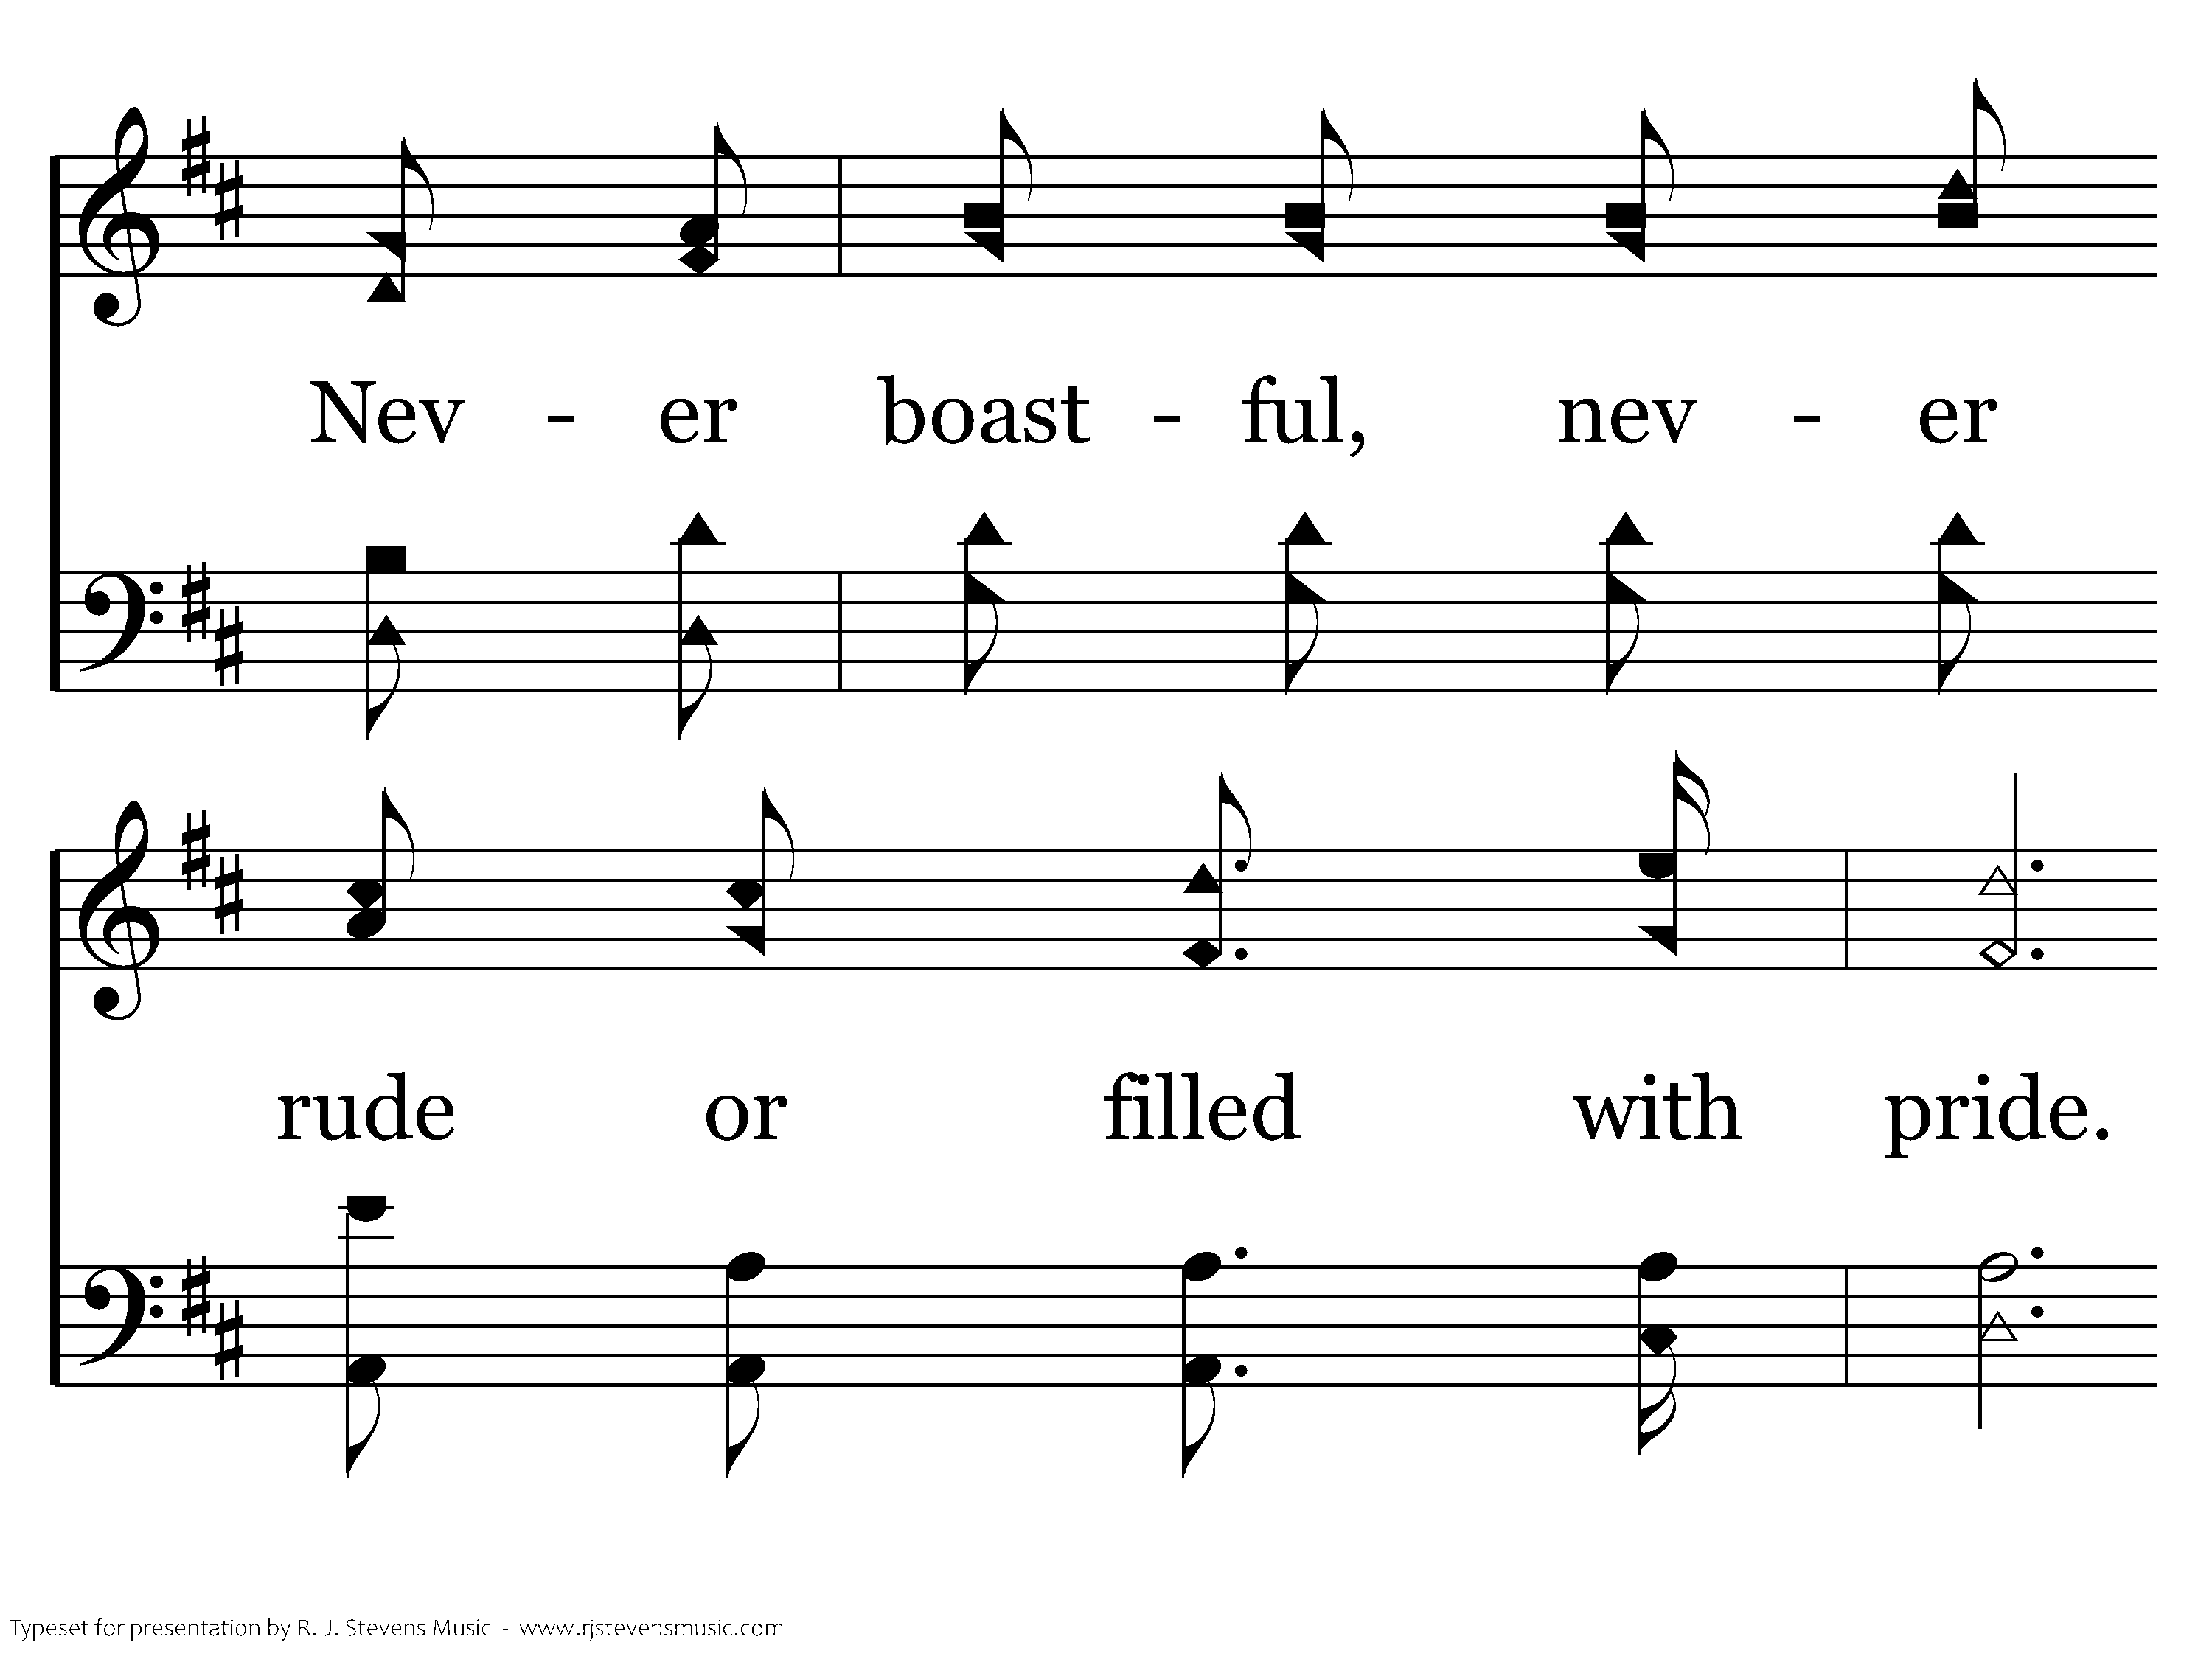 Nev - er boast - ful, nev - er
rude or filled with pride.
Typeset for presentation by R. J. Stevens Music - www.rjstevensmusic.com